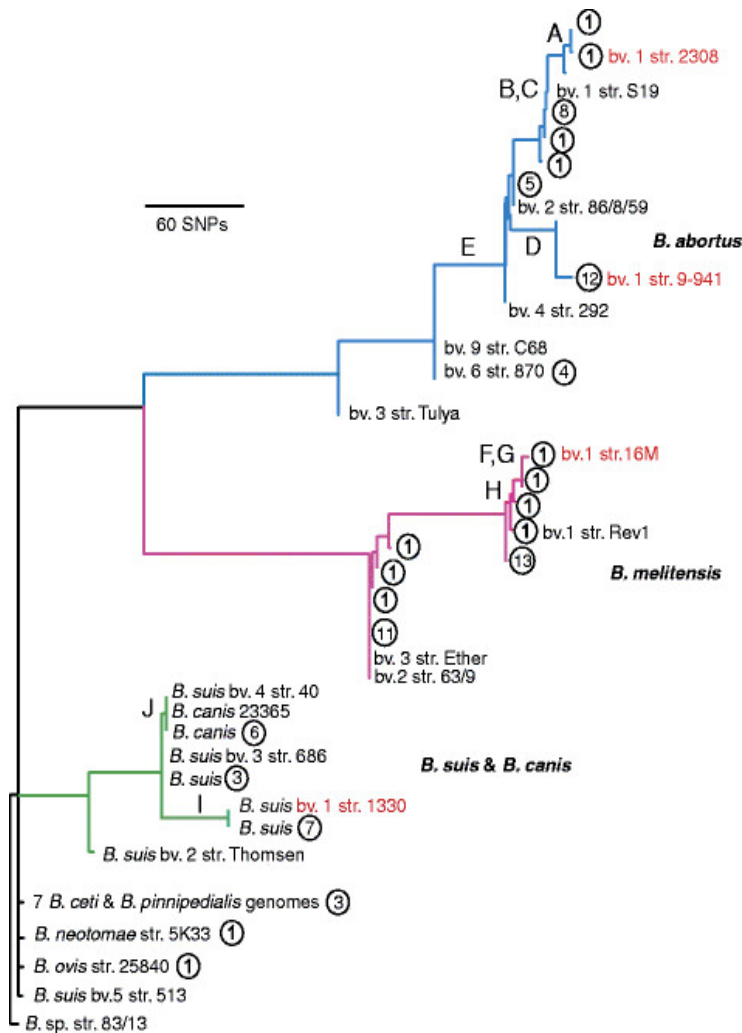 A
1
1 bv. 1 str. 2308
B,C
bv. 1 str. S19
8
1
1
5
60 SNPs
bv. 2 str. 86/8/59
B. abortus
E
D
12 bv. 1 str. 9-941
bv. 4 str. 292
bv. 9 str. C68
bv. 6 str. 870 4
bv. 3 str. Tulya
F,G
1 bv.1 str.16M
1
H
1
1 bv.1 str. Rev1
1
13
B. melitensis
1
1
11
bv. 3 str. Ether
bv.2 str. 63/9
B. suis bv. 4 str. 40
J
B. canis 23365
B. canis 6
B. suis bv. 3 str. 686
B. suis & B. canis
B. suis 3
I
B. suis bv. 1 str. 1330
B. suis 7
B. suis bv. 2 str. Thomsen
7 B. ceti & B. pinnipedialis genomes 3
B. neotomae str. 5K33 1
B. ovis str. 25840 1
B. suis bv.5 str. 513
B. sp. str. 83/13